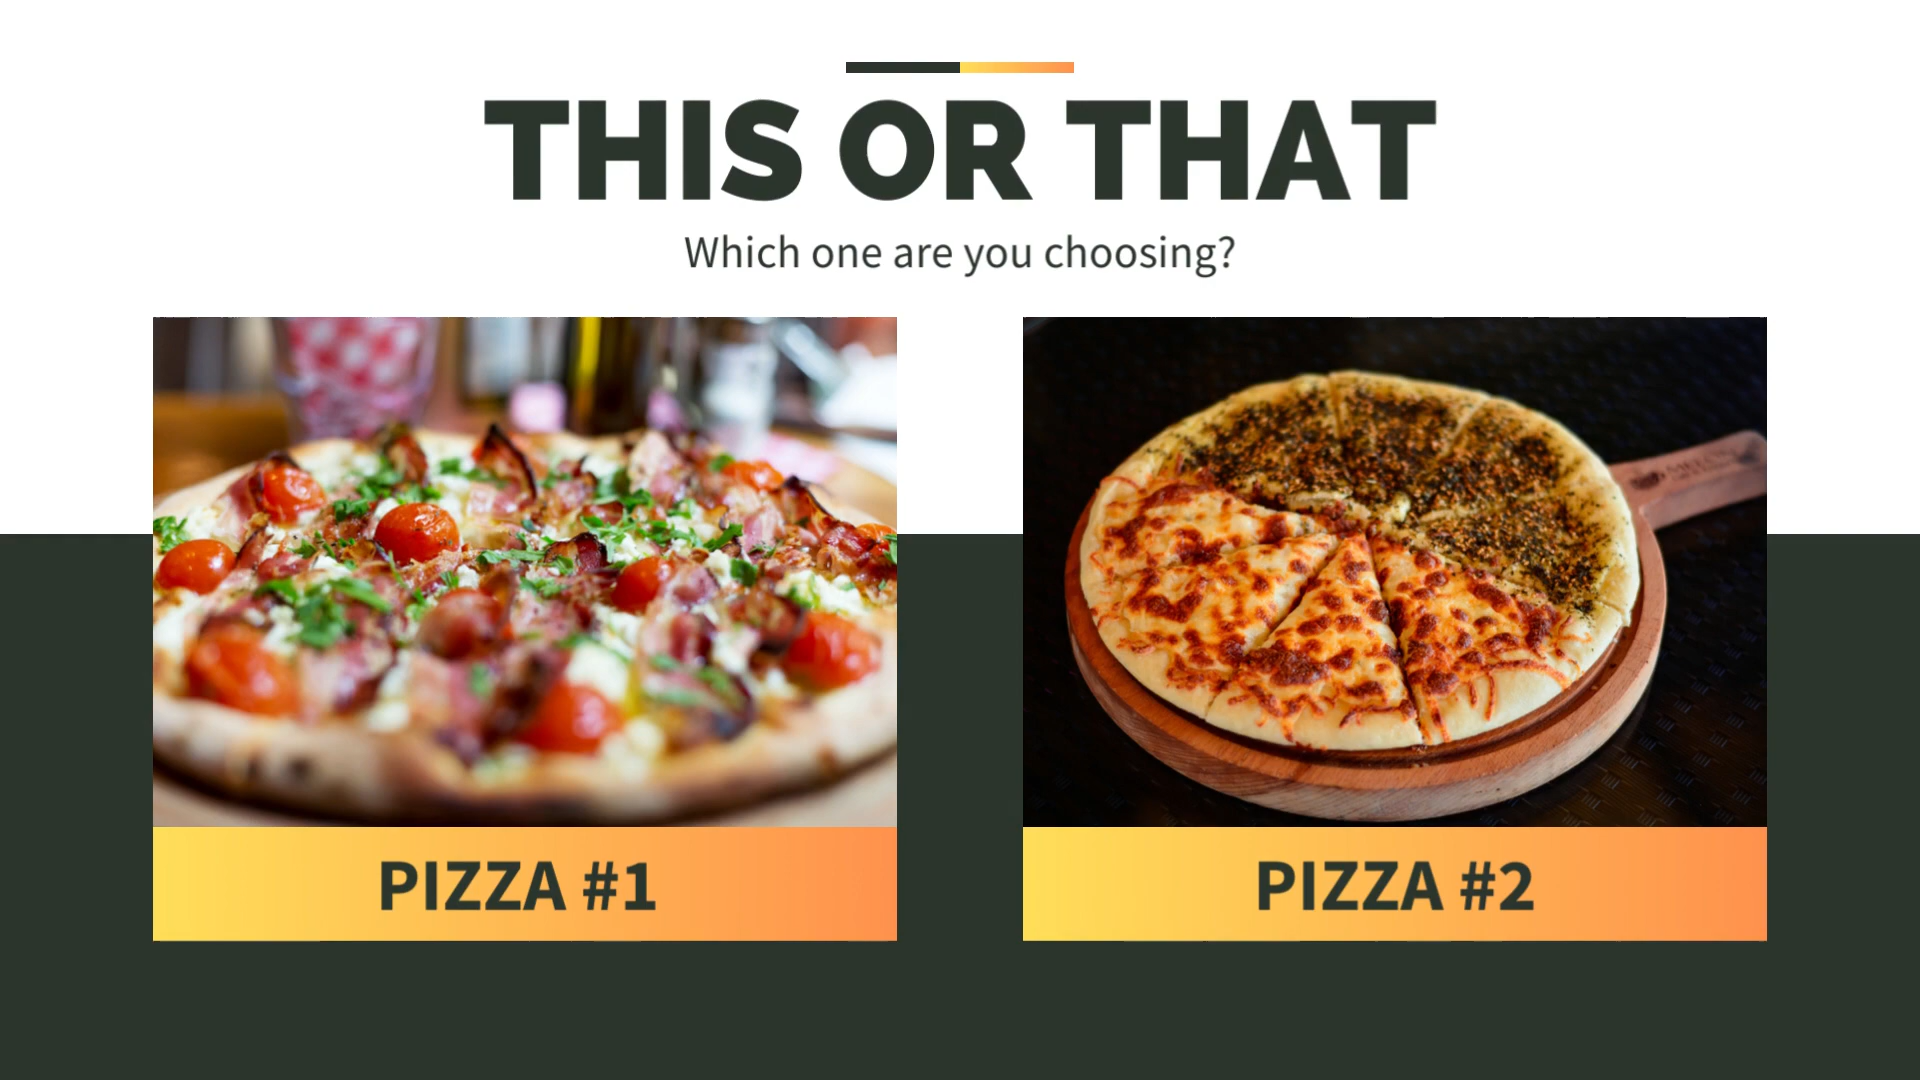 THIS OR THAT
Which one are you choosing?
PIZZA #1
PIZZA #2